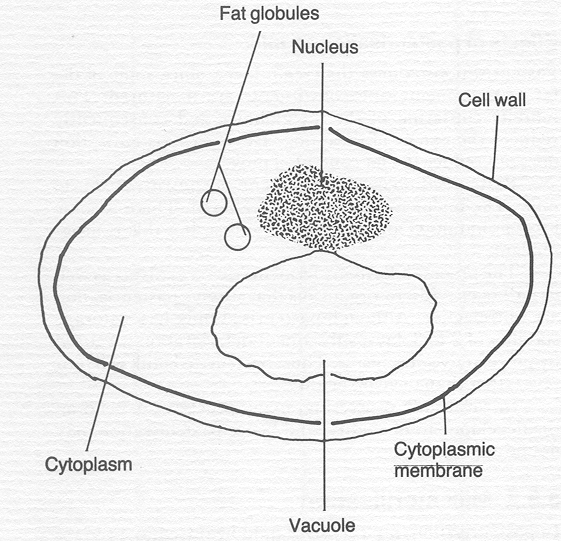 Fat globules
Nucleus
Cell wall
Cytoplasm
Cytoplasmic
membrane
Vacuole